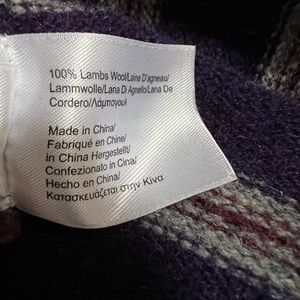 100% Lambs Wool/Laine D'agneau/
Lammwolle/Lana Di Agnello/Lana De
Cordero/Λάμπουγουλ
Made in China/
Fabriqué en Chine/
in China Hergestellt/
Confezionato in Cina/
Hecho en China/
Κατασκευάζεται στην Κίνα